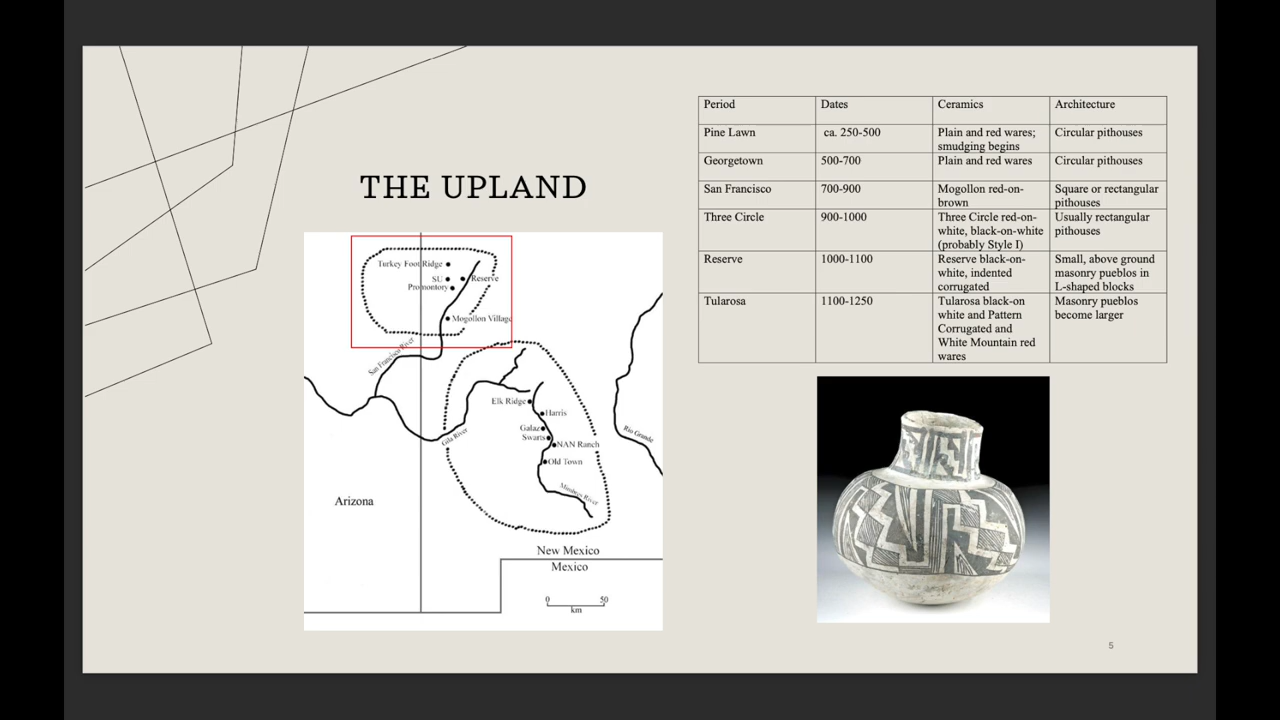 THE UPLAND
Period Dates Ceramics Architecture
Pine Lawn ca. 250-500 Plain and red wares; Circular pithouses
smudging begins
Georgetown 500-700 Plain and red wares Circular pithouses
San Francisco 700-900 Mogollon red-on- Square or rectangular
brown pithouses
Three Circle 900-1000 Three Circle red-on- Usually rectangular
white, black-on-white pithouses
(probably Style I)
Reserve 1000-1100 Reserve black-on- Small, above ground
white, indented masonry pueblos in
corrugated L-shaped blocks
Tularosa 1100-1250 Tularosa black-on Masonry pueblos
white and Pattern become larger
Corrugated and
White Mountain red
wares
Turkey Foot Ridge
SU Reserve
Promontory
Mogollon Village
San Francisco River
Elk Ridge
Harris
Galaz
Swarts
NAN Ranch
Old Town
Gila River
Rio Grande
Mimbres River
Arizona
New Mexico
Mexico
0 50
km
5